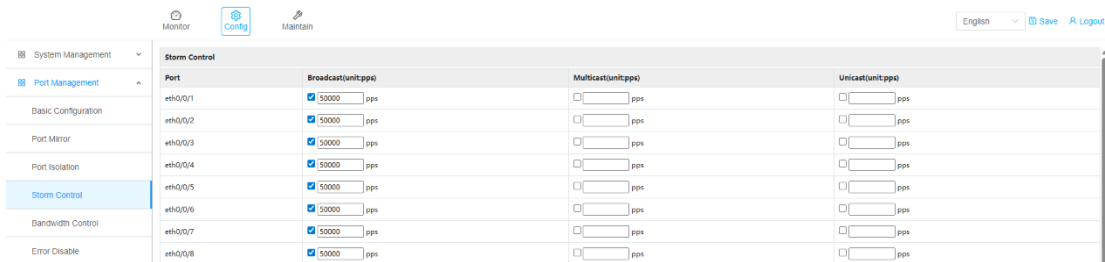 Monitor Config Maintain English Save Logout
System Management
Port Management
Basic Configuration
Port Mirror
Port Isolation
Storm Control
Bandwidth Control
Error Disable
Storm Control
Port Broadcast(unit:pps) Multicast(unit:pps) Unicast(unit:pps)
eth0/0/1 50000 pps pps pps
eth0/0/2 50000 pps pps pps
eth0/0/3 50000 pps pps pps
eth0/0/4 50000 pps pps pps
eth0/0/5 50000 pps pps pps
eth0/0/6 50000 pps pps pps
eth0/0/7 50000 pps pps pps
eth0/0/8 50000 pps pps pps